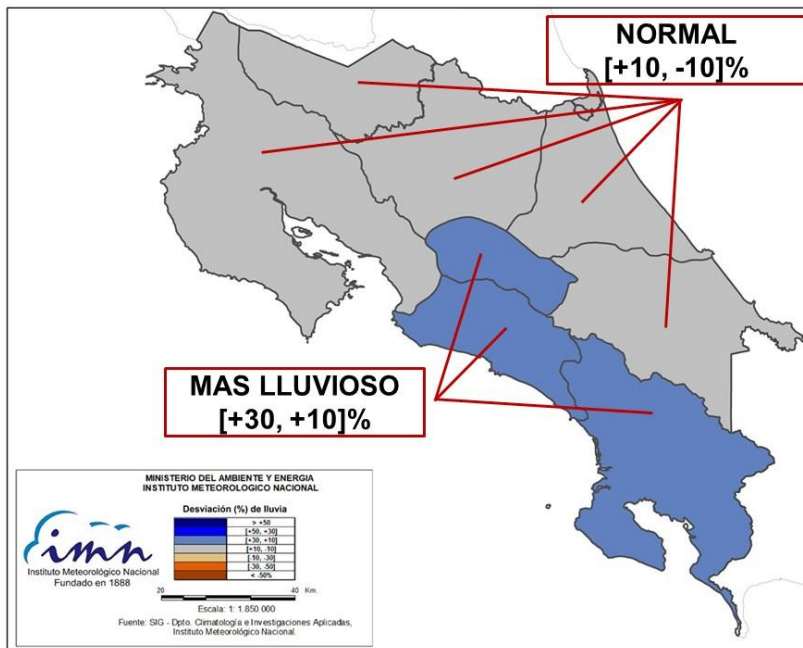 NORMAL
[+10, -10]%
MAS LLUVIOSO
[+30, +10]%
MINISTERIO DEL AMBIENTE Y ENERGIA
INSTITUTO METEOROLOGICO NACIONAL
Desviación (%) de lluvia
> +50
[+50, +30]
[+30, +10]
[+10, -10]
[-10, -30]
[-30, -50]
< -50%
imn
Instituto Meteorológico Nacional
Fundado en 1888
20 40 Km.
Escala: 1: 1.850 000
Fuente: SIG - Dpto. Climatología e Investigaciones Aplicadas,
Instituto Meteorológico Nacional.